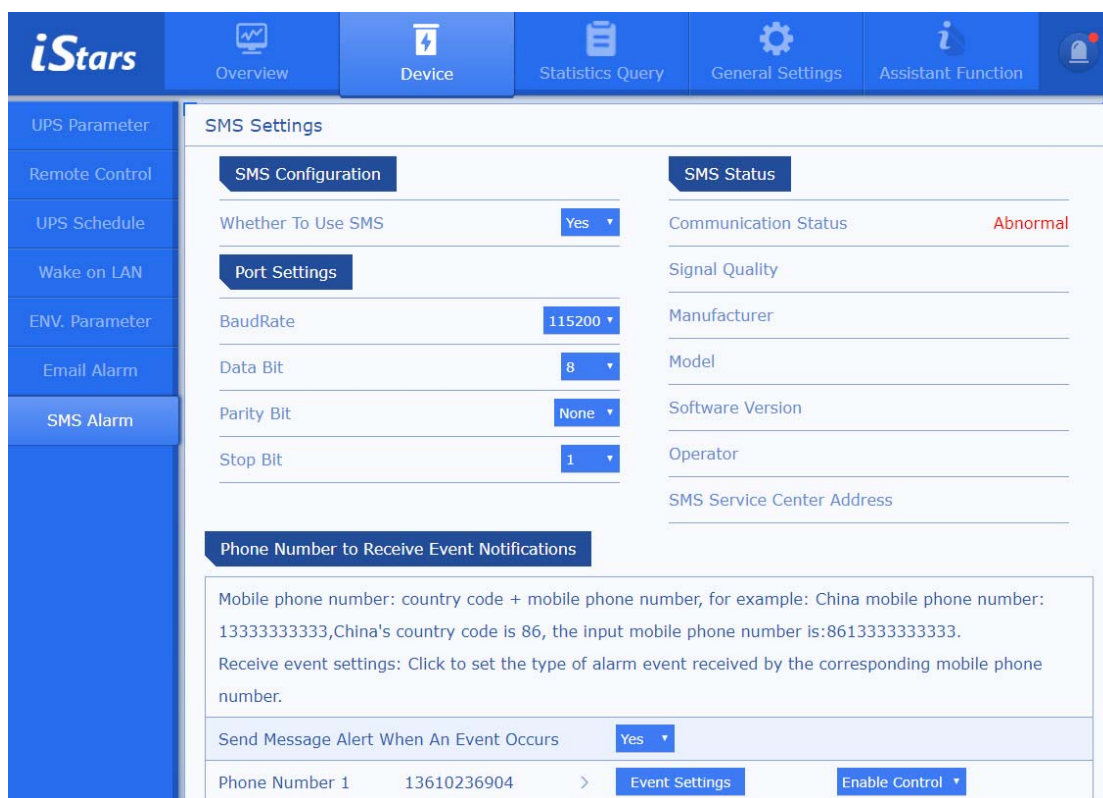 iStars
Overview
Device
Statistics Query
General Settings
Assistant Function
UPS Parameter
Remote Control
UPS Schedule
Wake on LAN
ENV. Parameter
Email Alarm
SMS Alarm
SMS Settings
SMS Configuration
Whether To Use SMS Yes
Port Settings
BaudRate 115200
Data Bit 8
Parity Bit None
Stop Bit 1
SMS Status
Communication Status Abnormal
Signal Quality
Manufacturer
Model
Software Version
Operator
SMS Service Center Address
Phone Number to Receive Event Notifications
Mobile phone number: country code + mobile phone number, for example: China mobile phone number:
13333333333,China's country code is 86, the input mobile phone number is:8613333333333.
Receive event settings: Click to set the type of alarm event received by the corresponding mobile phone
number.
Send Message Alert When An Event Occurs Yes
Phone Number 1 13610236904 > Event Settings Enable Control